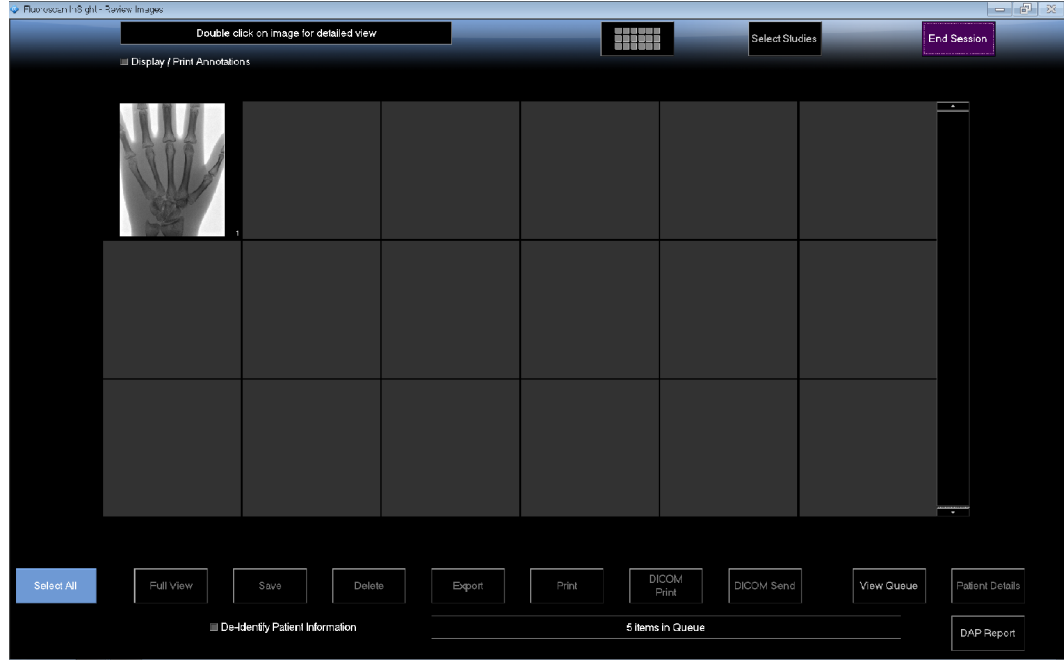 Fluoroscan InSight - Review Images
Double click on image for detailed view
Select Studies
End Session
Display / Print Annotations
1
Select All
Full View
Save
Delete
Export
Print
DICOM
Print
DICOM Send
View Queue
Patient Details
De-Identify Patient Information
5 items in Queue
DAP Report